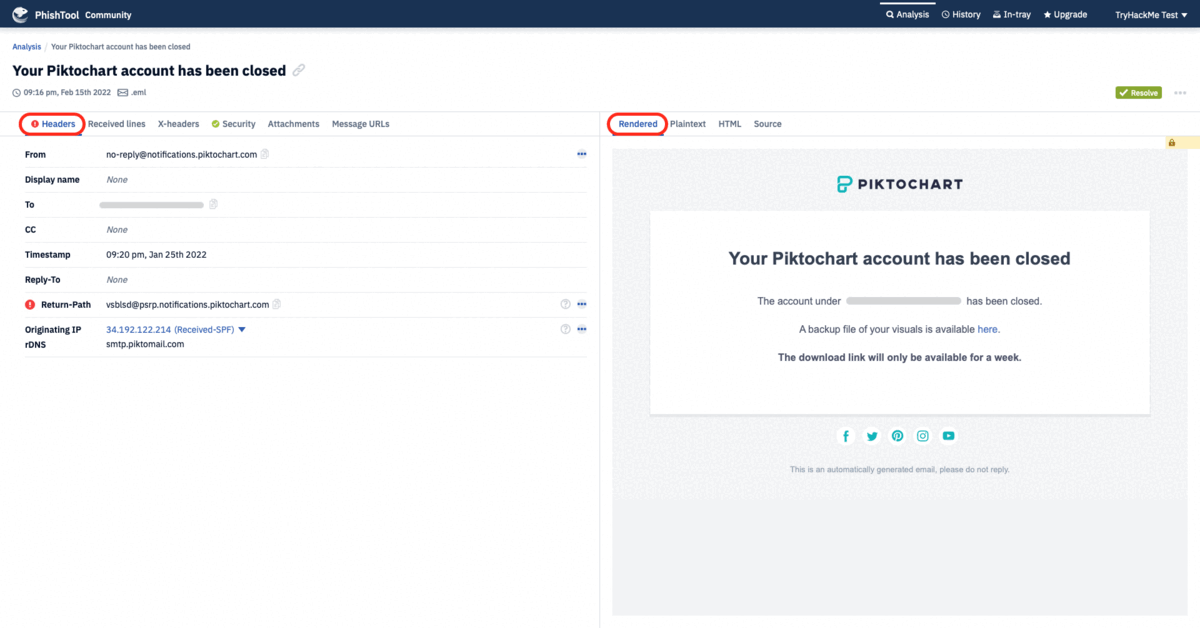 PhishTool Community
Analysis History In-tray Upgrade TryHackMe Test
Analysis / Your Piktochart account has been closed
Your Piktochart account has been closed
09:16 pm, Feb 15th 2022 .eml
Resolve
Headers Received lines X-headers Security Attachments Message URLs
Rendered Plaintext HTML Source
From no-reply@notifications.piktochart.com
Display name None
To
CC None
Timestamp 09:20 pm, Jan 25th 2022
Reply-To None
Return-Path vsblsd@psrp.notifications.piktochart.com
Originating IP 34.192.122.214 (Received-SPF)
rDNS smtp.piktomail.com
PIKTOCHART
Your Piktochart account has been closed
The account under has been closed.
A backup file of your visuals is available here.
The download link will only be available for a week.
This is an automatically generated email, please do not reply.